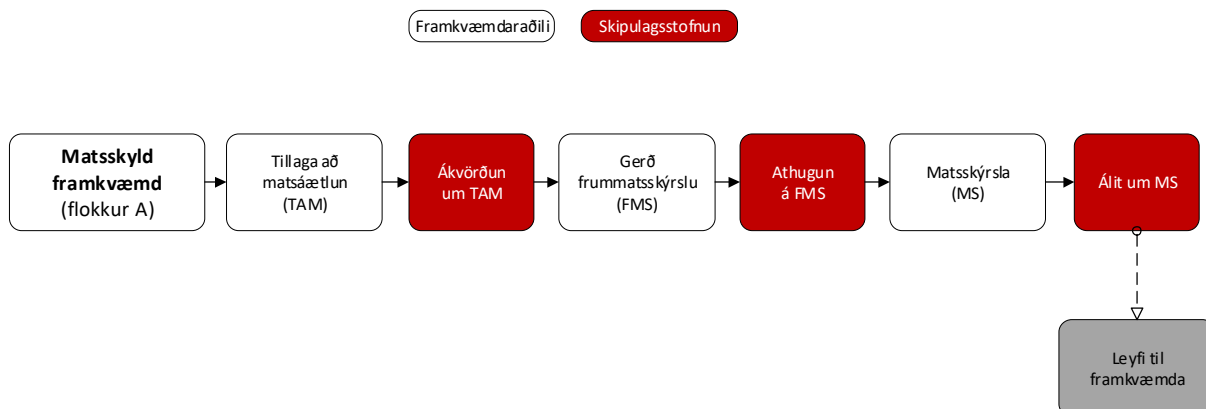 Framkvæmdaraðili
Skipulagsstofnun
Matsskyld
framkvæmd
(flokkur A)
Tillaga að
matsáætlun
(TAM)
Ákvörðun
um TAM
Gerð
frummatsskýrslu
(FMS)
Athugun
á FMS
Matsskýrsla
(MS)
Álit um MS
Leyfi til
framkvæmda